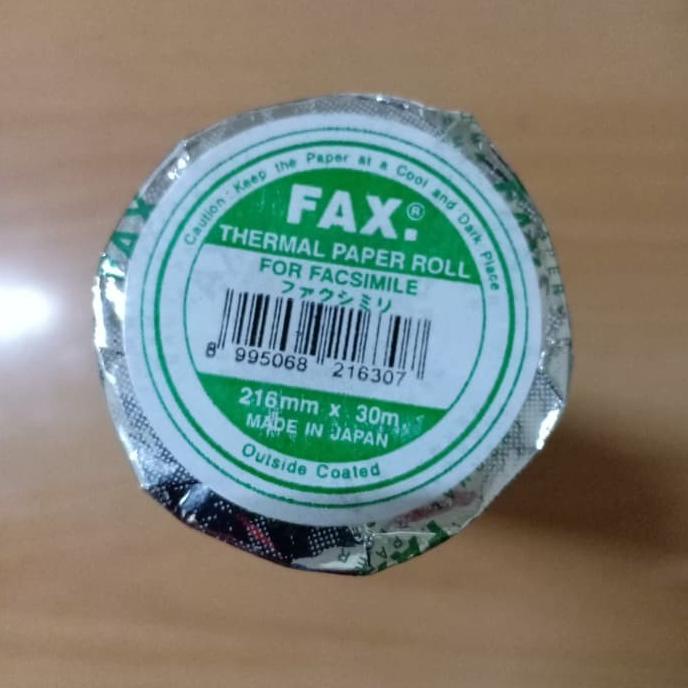 Caution : Keep the Paper at a Cool and Dark Place
FAX.®
THERMAL PAPER ROLL
FOR FACSIMILE
ファクシミリ
8 995068 216307
216mm x 30m
MADE IN JAPAN
Outside Coated